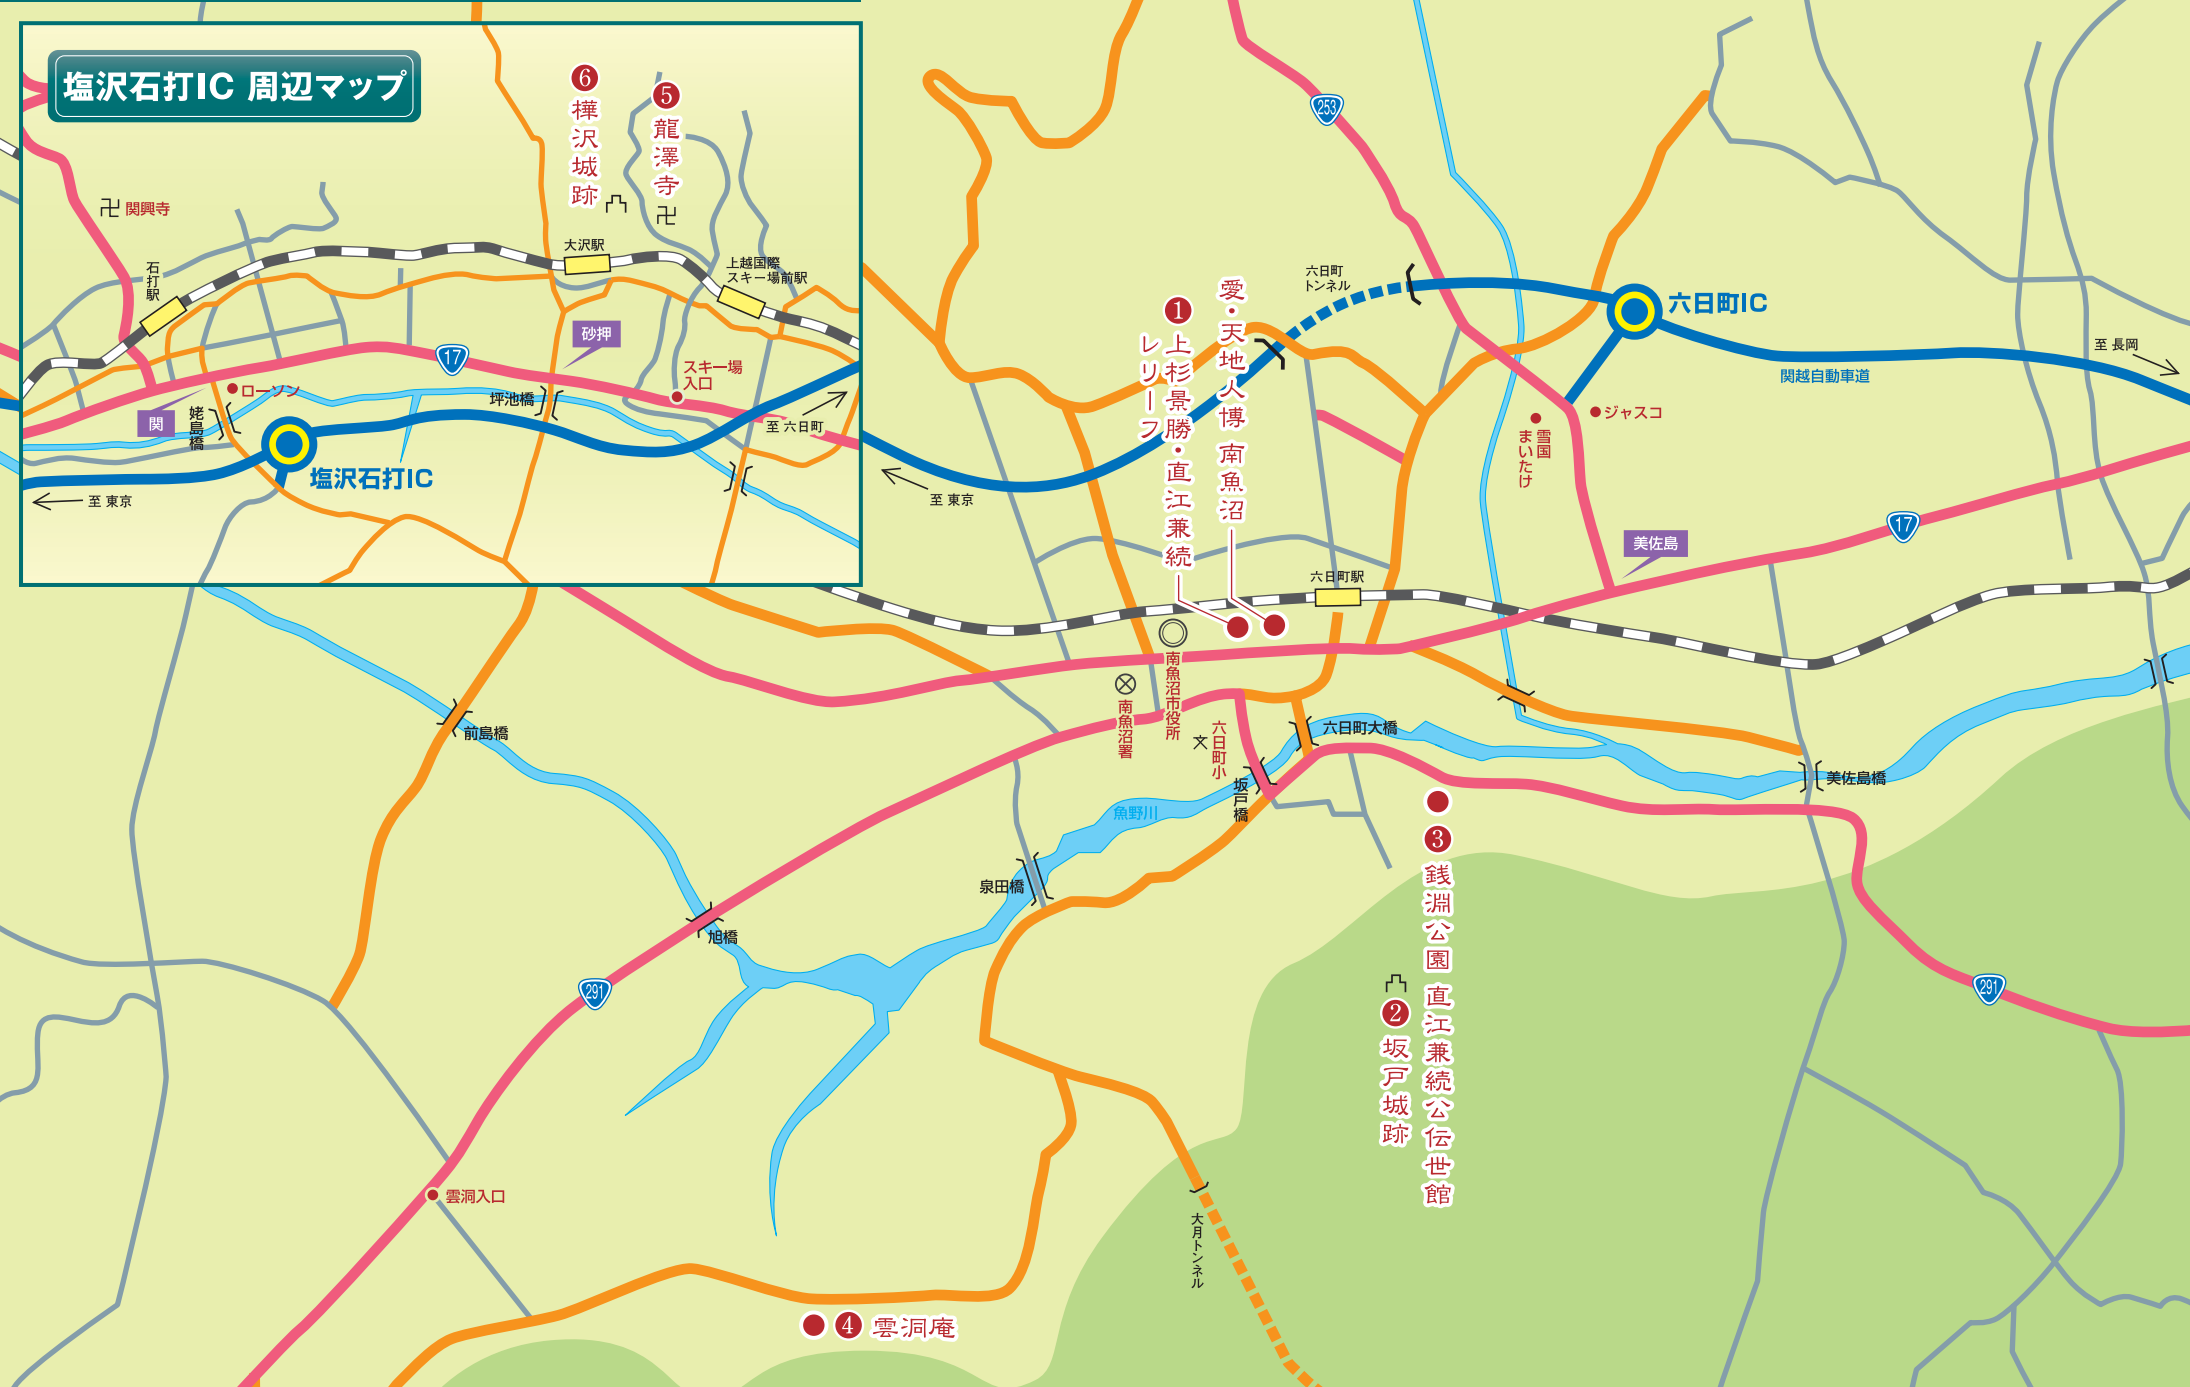 塩沢石打IC 周辺マップ
❻樺沢城跡
❺龍澤寺
関興寺
石打駅
大沢駅
上越国際
スキー場前駅
砂押
17
スキー場
入口
ローソン
関
姥島橋
坪池橋
至 六日町
塩沢石打IC
至 東京
253
六日町
トンネル
六日町IC
至 長岡
関越自動車道
愛・天地人博 南魚沼
❶上杉景勝・直江兼続
レリーフ
ジャスコ
雪国
まいたけ
至 東京
美佐島
17
六日町駅
南魚沼市役所
南魚沼署
六日町小
文
六日町大橋
坂戸橋
美佐島橋
前島橋
魚野川
泉田橋
旭橋
291
❸銭淵公園 直江兼続公伝世館
❷坂戸城跡
291
雲洞入口
大月トンネル
❹雲洞庵